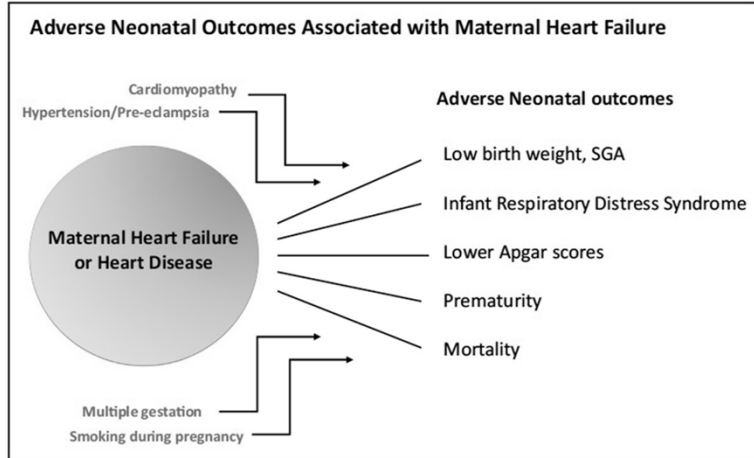 Adverse Neonatal Outcomes Associated with Maternal Heart Failure
Cardiomyopathy
Hypertension/Pre-eclampsia
Maternal Heart Failure
or Heart Disease
Multiple gestation
Smoking during pregnancy
Adverse Neonatal outcomes
Low birth weight, SGA
Infant Respiratory Distress Syndrome
Lower Apgar scores
Prematurity
Mortality